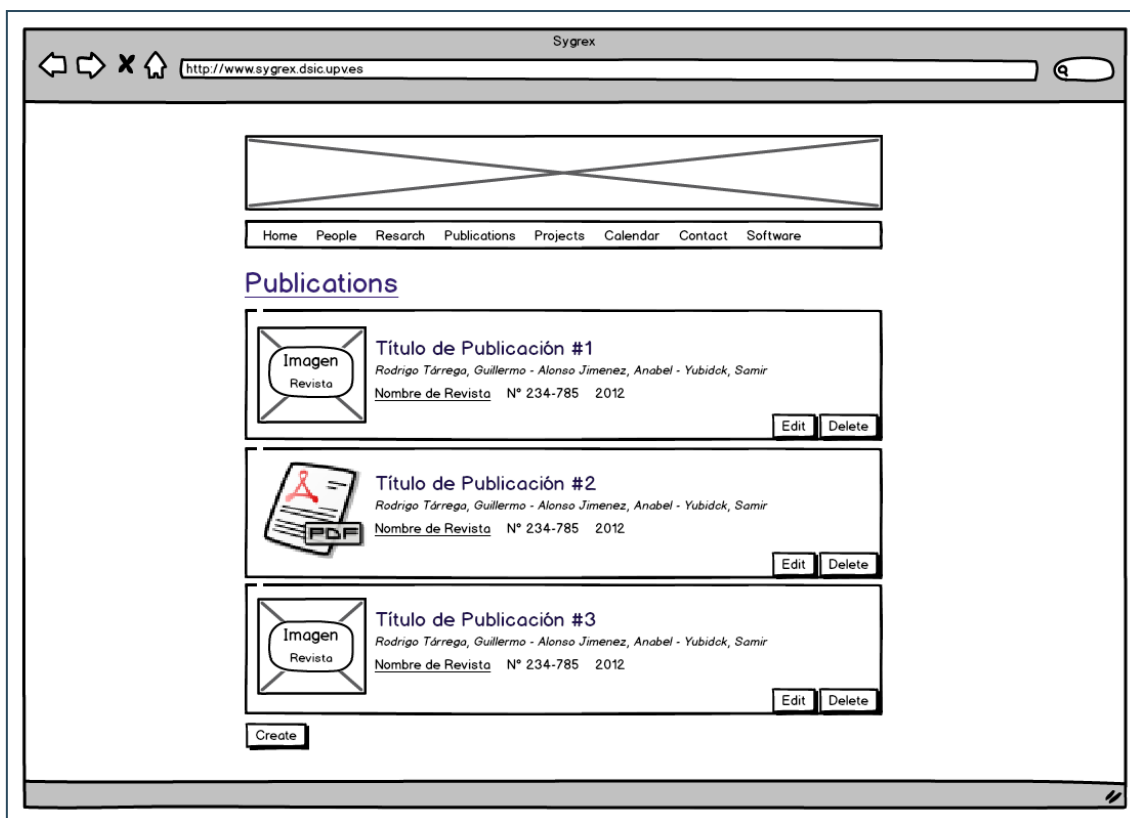 Sygrex
http://www.sygrex.dsic.upv.es
Home People Resarch Publications Projects Calendar Contact Software
Publications
Imagen
Revista
Título de Publicación #1
Rodrigo Tárrega, Guillermo - Alonso Jimenez, Anabel - Yubidck, Samir
Nombre de Revista N° 234-785 2012
Edit Delete
PDF
Título de Publicación #2
Rodrigo Tárrega, Guillermo - Alonso Jimenez, Anabel - Yubidck, Samir
Nombre de Revista N° 234-785 2012
Edit Delete
Imagen
Revista
Título de Publicación #3
Rodrigo Tárrega, Guillermo - Alonso Jimenez, Anabel - Yubidck, Samir
Nombre de Revista N° 234-785 2012
Edit Delete
Create